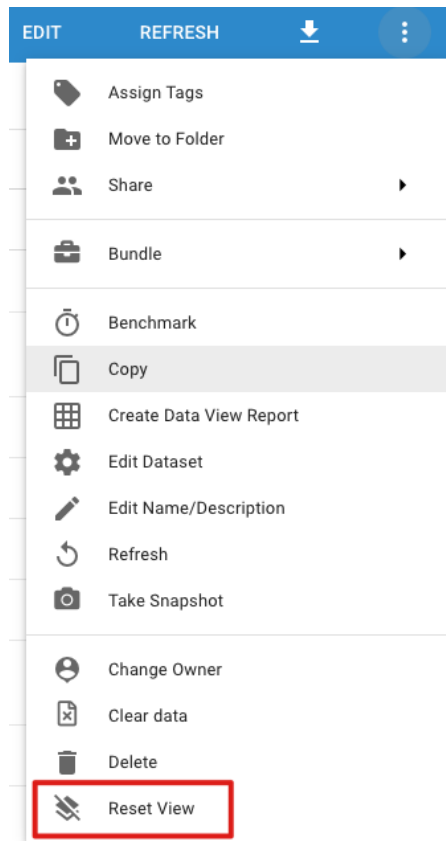 EDIT REFRESH
Assign Tags
Move to Folder
Share
Bundle
Benchmark
Copy
Create Data View Report
Edit Dataset
Edit Name/Description
Refresh
Take Snapshot
Change Owner
Clear data
Delete
Reset View